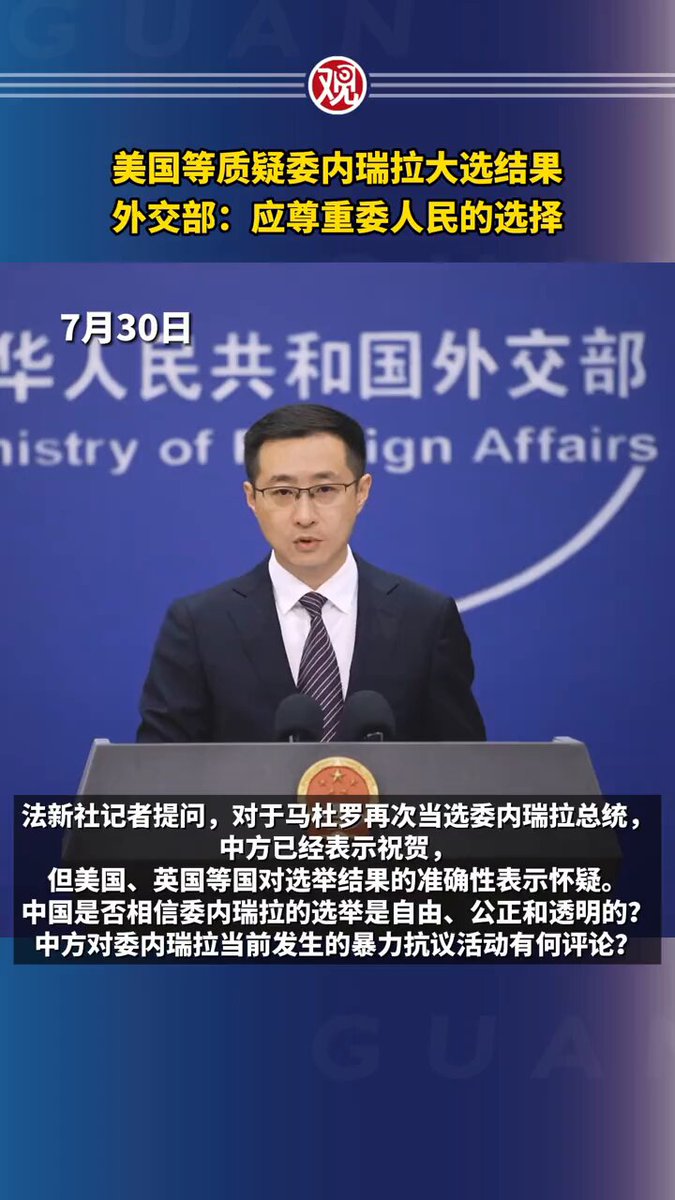 GUAN
观
美国等质疑委内瑞拉大选结果
外交部：应尊重委人民的选择
7月30日
华人民共和国外交部
nistry of F ign Affairs
法新社记者提问，对于马杜罗再次当选委内瑞拉总统，
中方已经表示祝贺，
但美国、英国等国对选举结果的准确性表示怀疑。
中国是否相信委内瑞拉的选举是自由、公正和透明的？
中方对委内瑞拉当前发生的暴力抗议活动有何评论？
GUAN